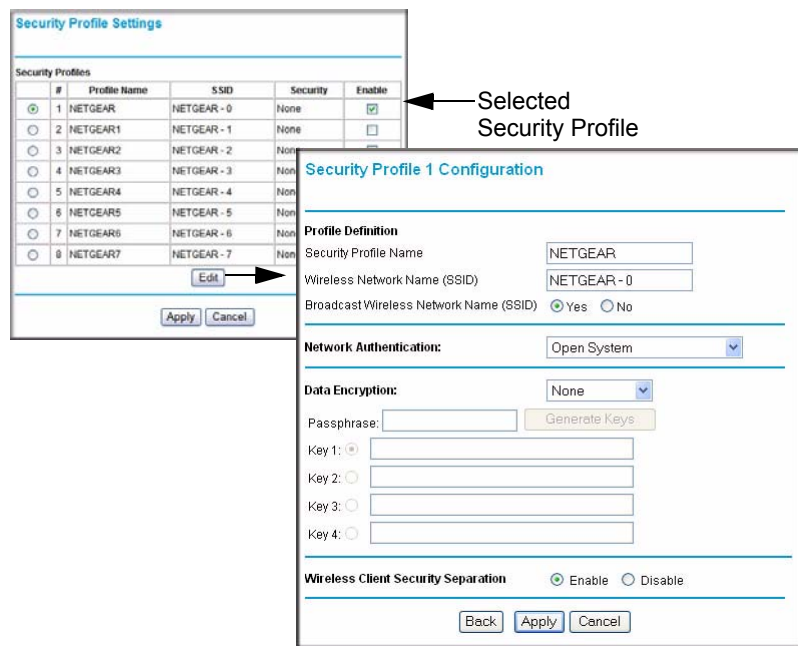 Security Profile Settings
Security Profiles
# Profile Name SSID Security Enable
1 NETGEAR NETGEAR - 0 None
2 NETGEAR1 NETGEAR - 1 None
3 NETGEAR2 NETGEAR - 2 Non
4 NETGEAR3 NETGEAR - 3 Non
5 NETGEAR4 NETGEAR - 4 Non
6 NETGEAR5 NETGEAR - 5 Non
7 NETGEAR6 NETGEAR - 6 Non
8 NETGEAR7 NETGEAR - 7 Non
Edit
Apply Cancel
Selected
Security Profile
Security Profile 1 Configuration
Profile Definition
Security Profile Name NETGEAR
Wireless Network Name (SSID) NETGEAR - 0
Broadcast Wireless Network Name (SSID) Yes No
Network Authentication: Open System
Data Encryption: None
Passphrase: Generate Keys
Key 1:
Key 2:
Key 3:
Key 4:
Wireless Client Security Separation Enable Disable
Back Apply Cancel